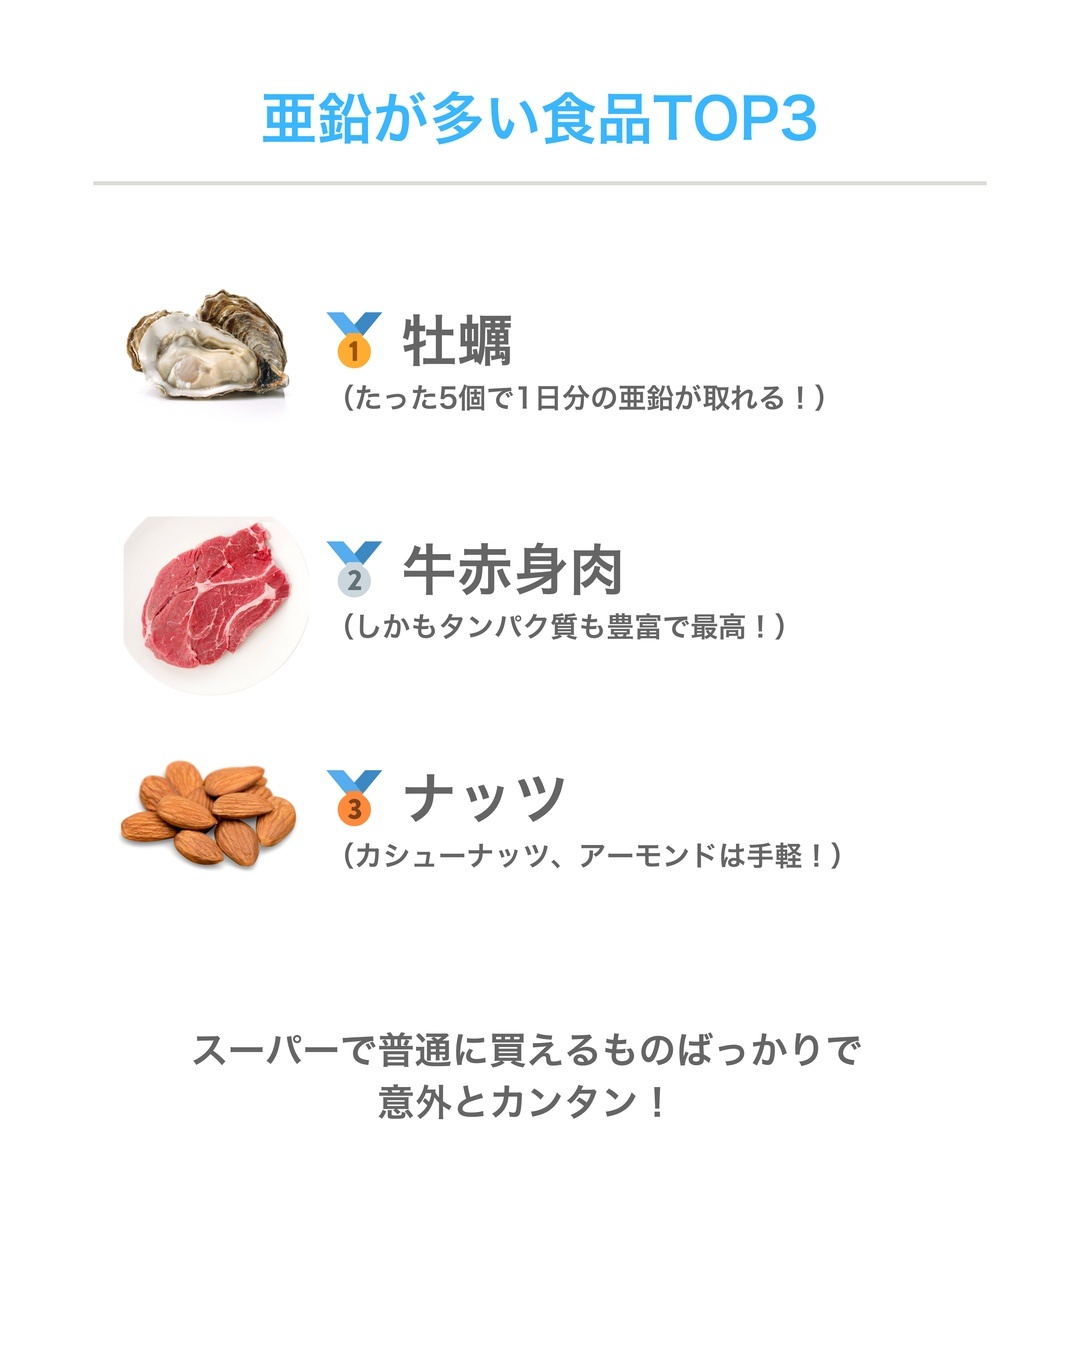 亜鉛が多い食品TOP3
1 牡蠣
（たった5個で1日分の亜鉛が取れる！）
2 牛赤身肉
（しかもタンパク質も豊富で最高！）
3 ナッツ
（カシューナッツ、アーモンドは手軽！）
スーパーで普通に買えるものばっかりで
意外とカンタン！